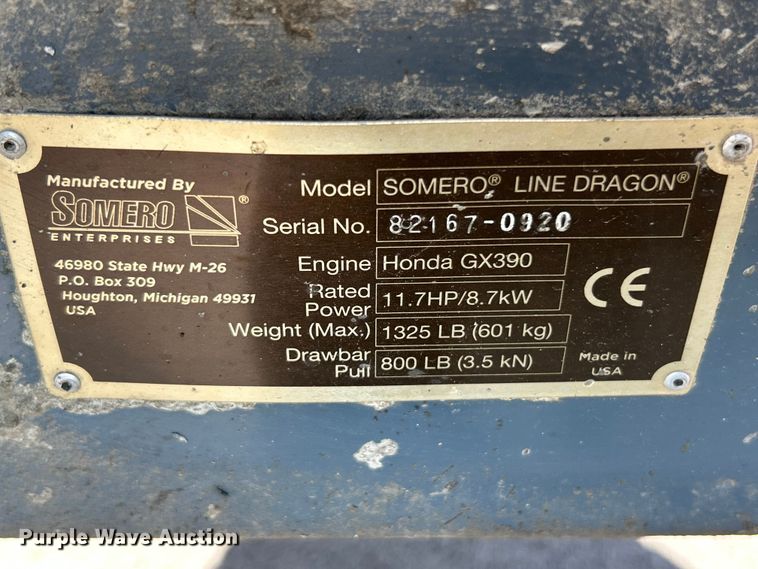 Manufactured By
SOMERO®
ENTERPRISES
46980 State Hwy M-26
P.O. Box 309
Houghton, Michigan 49931
USA
Model SOMERO® LINE DRAGON®
Serial No. 82167-0920
Engine Honda GX390
Rated Power 11.7HP/8.7kW
Weight (Max.) 1325 LB (601 kg)
Drawbar Pull 800 LB (3.5 kN)
CE
Made in
USA
Purple Wave Auction